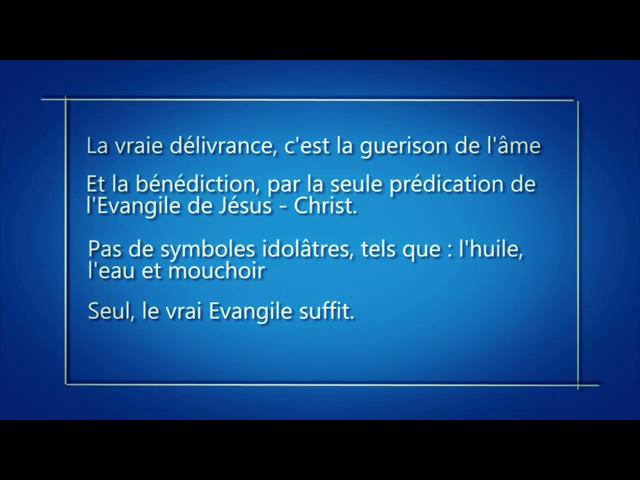 La vraie délivrance, c'est la guerison de l'âme
Et la bénédiction, par la seule prédication de
l'Evangile de Jésus - Christ.
Pas de symboles idolâtres, tels que : l'huile,
l'eau et mouchoir
Seul, le vrai Evangile suffit.